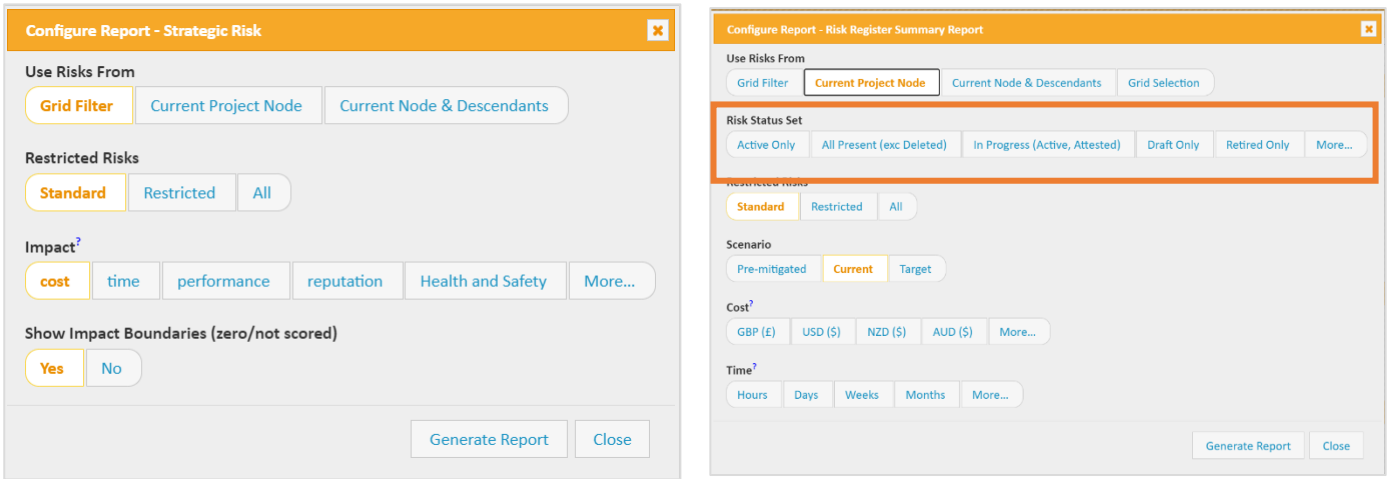 Configure Report - Strategic Risk
Use Risks From
Grid Filter Current Project Node Current Node & Descendants
Restricted Risks
Standard Restricted All
Impact?
cost time performance reputation Health and Safety More...
Show Impact Boundaries (zero/not scored)
Yes No
Generate Report Close
Configure Report - Risk Register Summary Report
Use Risks From
Grid Filter Current Project Node Current Node & Descendants Grid Selection
Risk Status Set
Active Only All Present (exc Deleted) In Progress (Active, Attested) Draft Only Retired Only More...
Restricted Risks
Standard Restricted All
Scenario
Pre-mitigated Current Target
Cost?
GBP (£) USD ($) NZD ($) AUD ($) More...
Time?
Hours Days Weeks Months More...
Generate Report Close